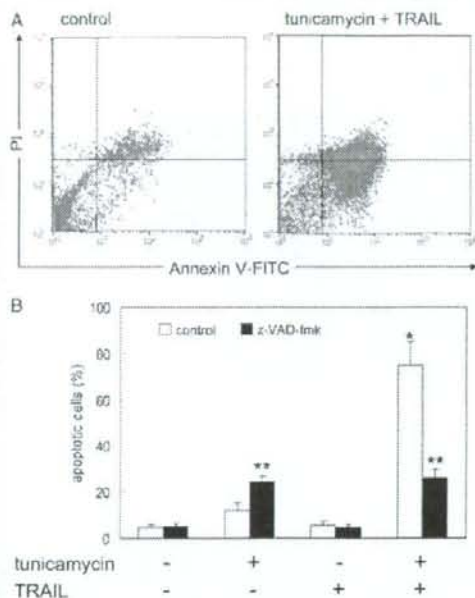 A control tunicamycin + TRAIL
PI
Annexin V-FITC
B
100
80
60
40
20
0
apoptotic cells (%)
control z-VAD-fmk
** * **
tunicamycin - + - +
TRAIL - - + +